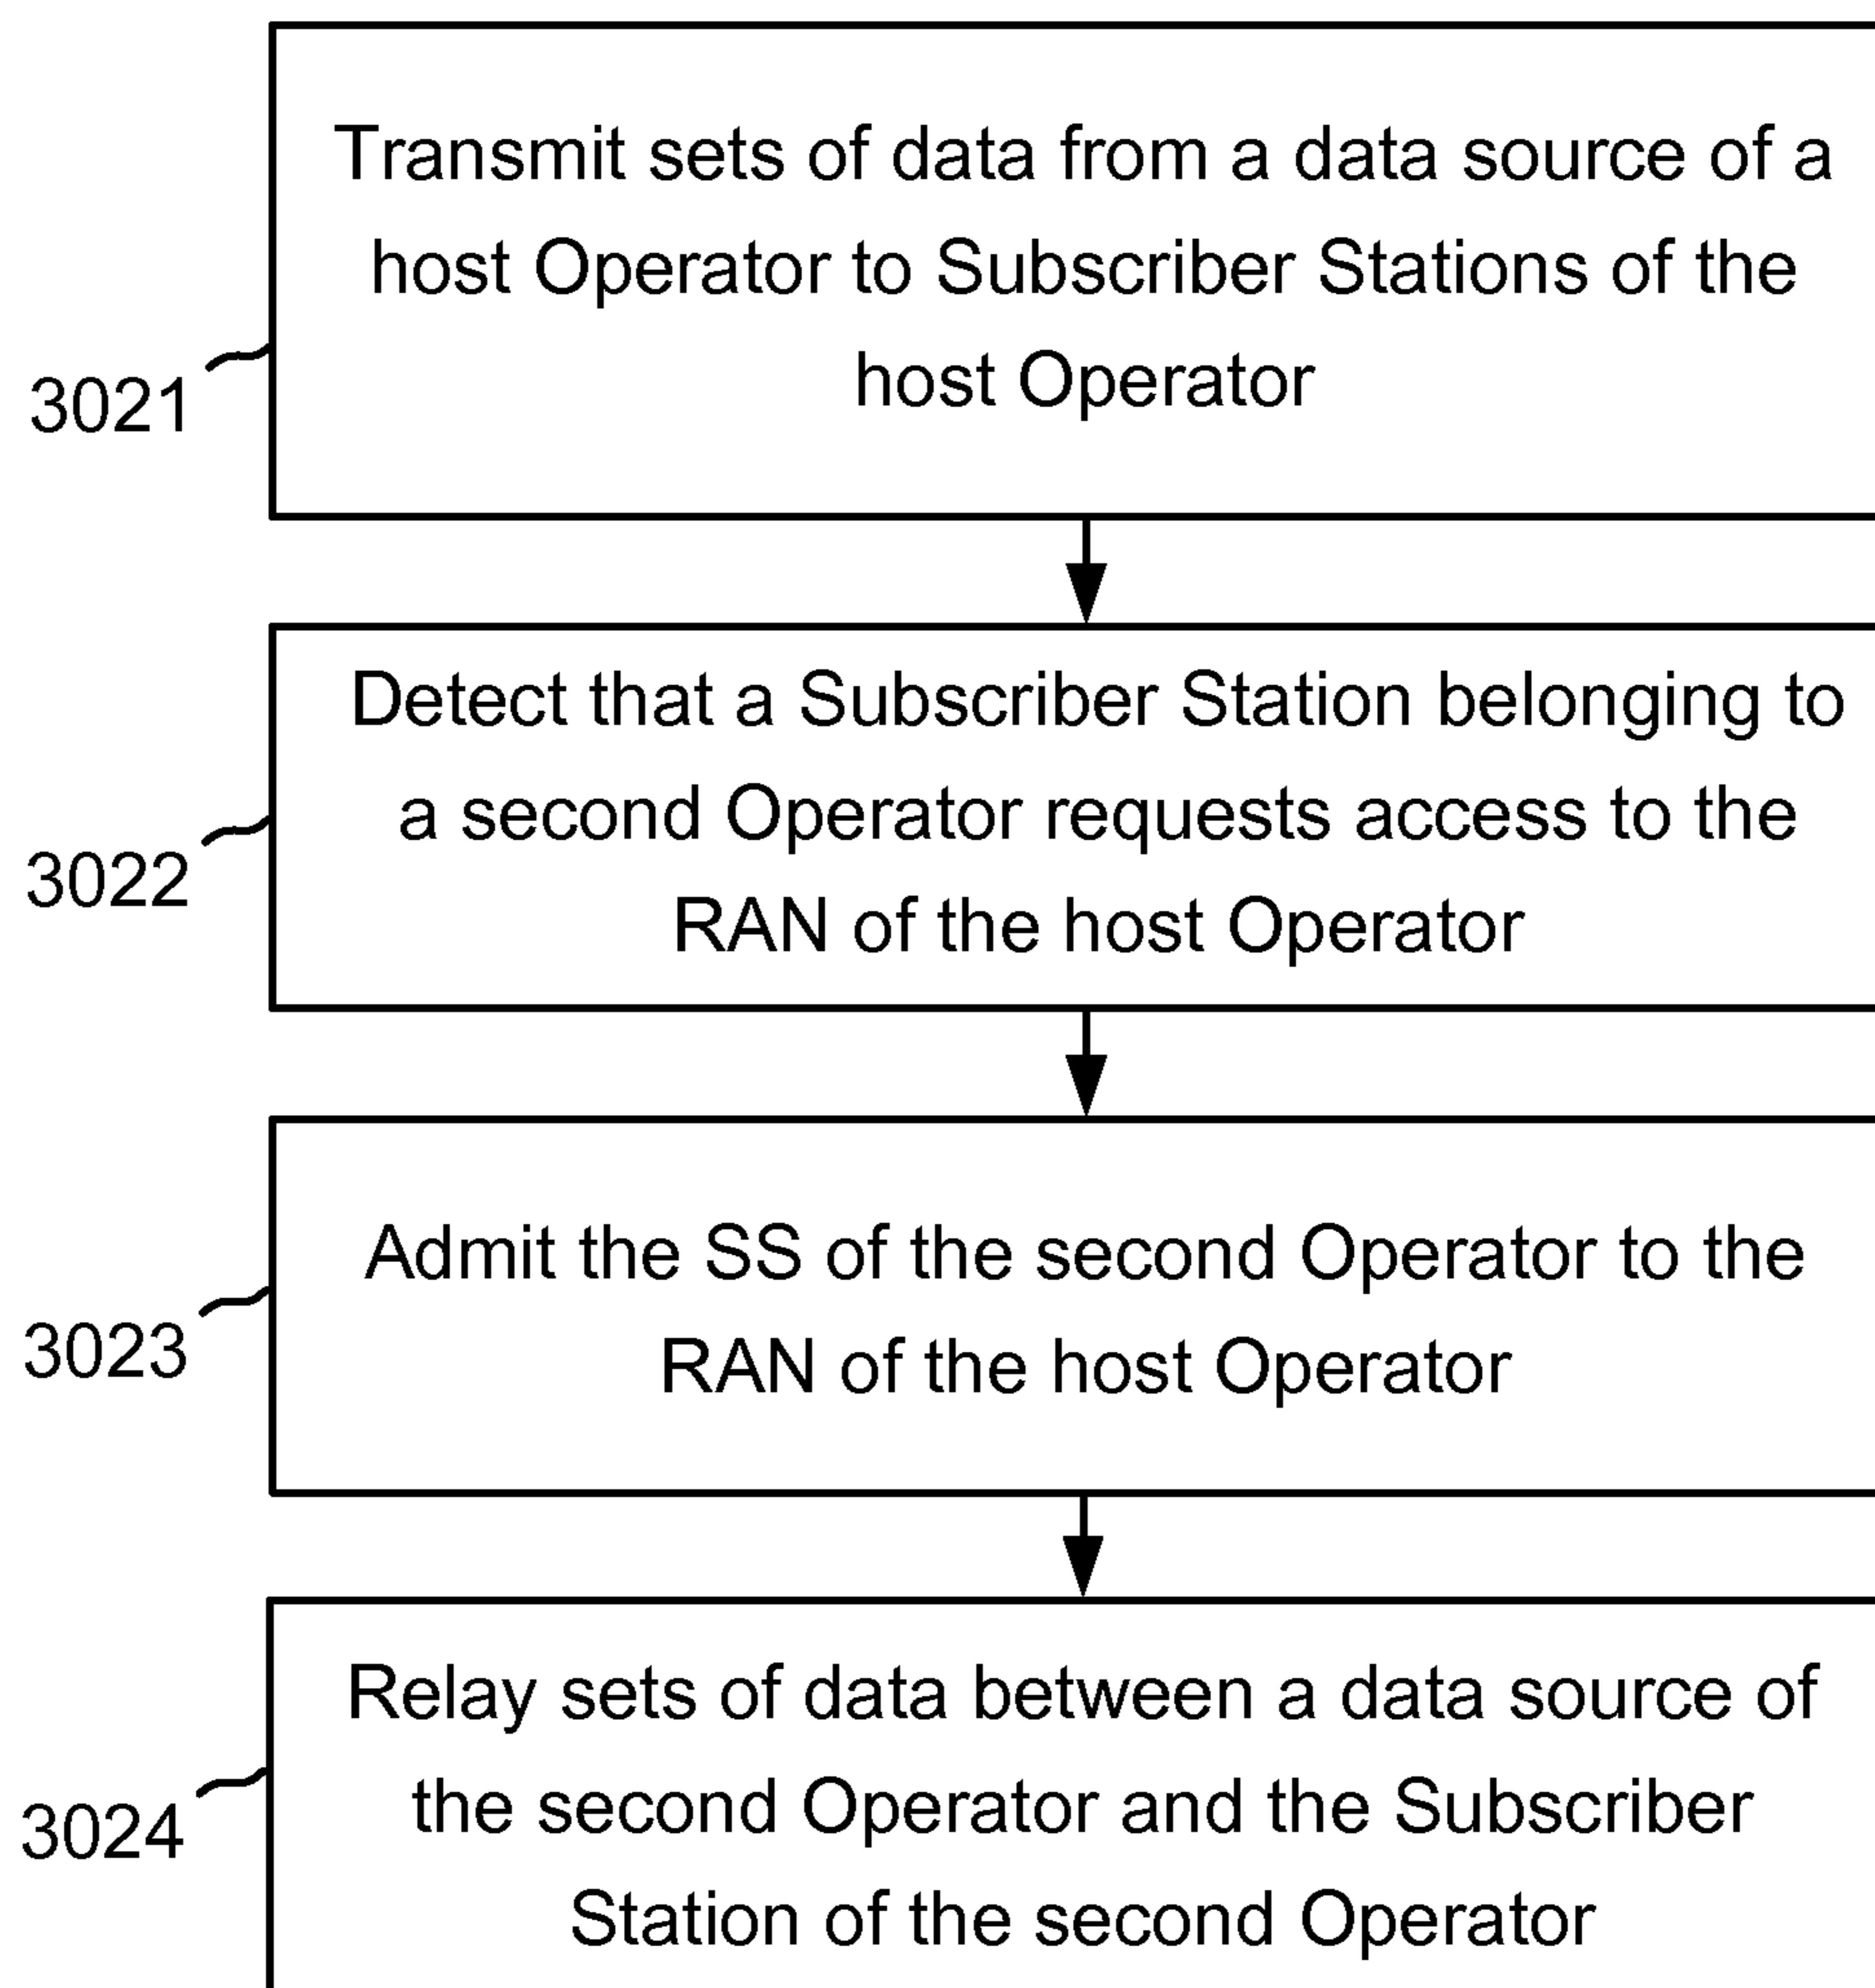 Transmit sets of data from a data source of a
host Operator to Subscriber Stations of the
host Operator
3021
Detect that a Subscriber Station belonging to
a second Operator requests access to the
RAN of the host Operator
3022
Admit the SS of the second Operator to the
RAN of the host Operator
3023
Relay sets of data between a data source of
the second Operator and the Subscriber
Station of the second Operator
3024